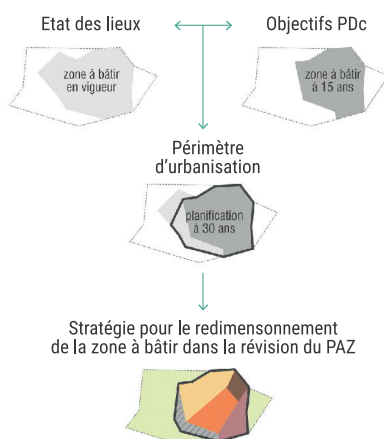 Etat des lieux
Objectifs PDc
zone à bâtir
en vigueur
zone à bâtir
à 15 ans
Périmètre
d'urbanisation
planification
à 30 ans
Stratégie pour le redimensonnement
de la zone à bâtir dans la révision du PAZ